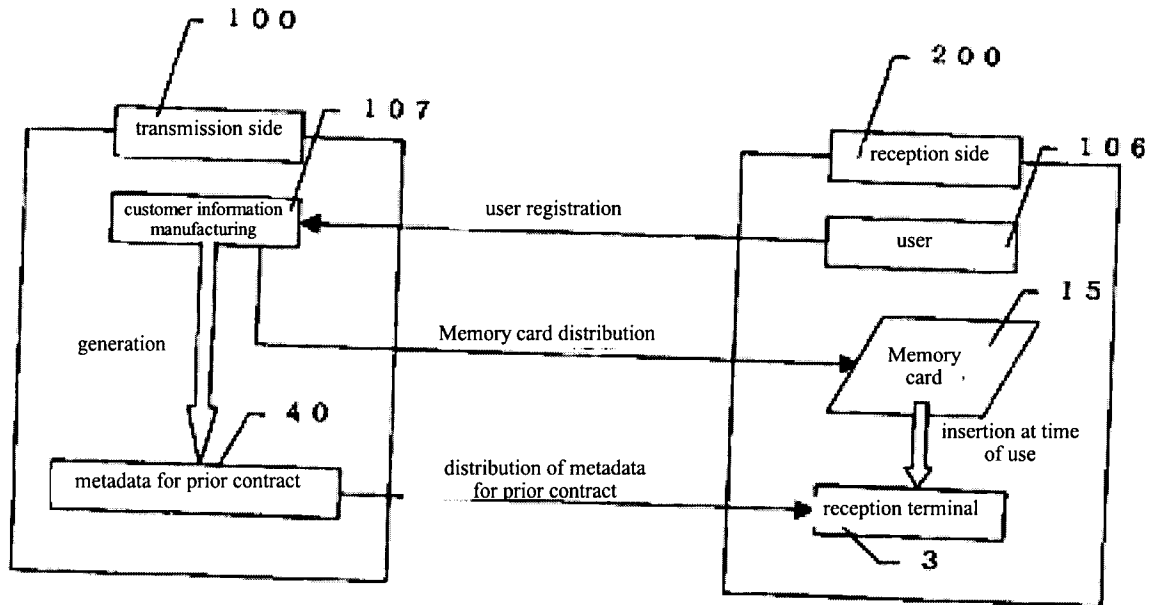 100
transmission side
107
customer information
manufacturing
generation
40
metadata for prior contract
user registration
Memory card distribution
distribution of metadata
for prior contract
200
reception side
106
user
15
Memory
card
insertion at time
of use
reception terminal
3